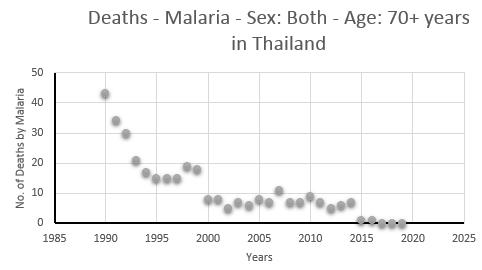 Deaths - Malaria - Sex: Both - Age: 70+ years
in Thailand
50
40
30
20
10
0
No. of Deaths by Malaria
1985 1990 1995 2000 2005 2010 2015 2020 2025
Years